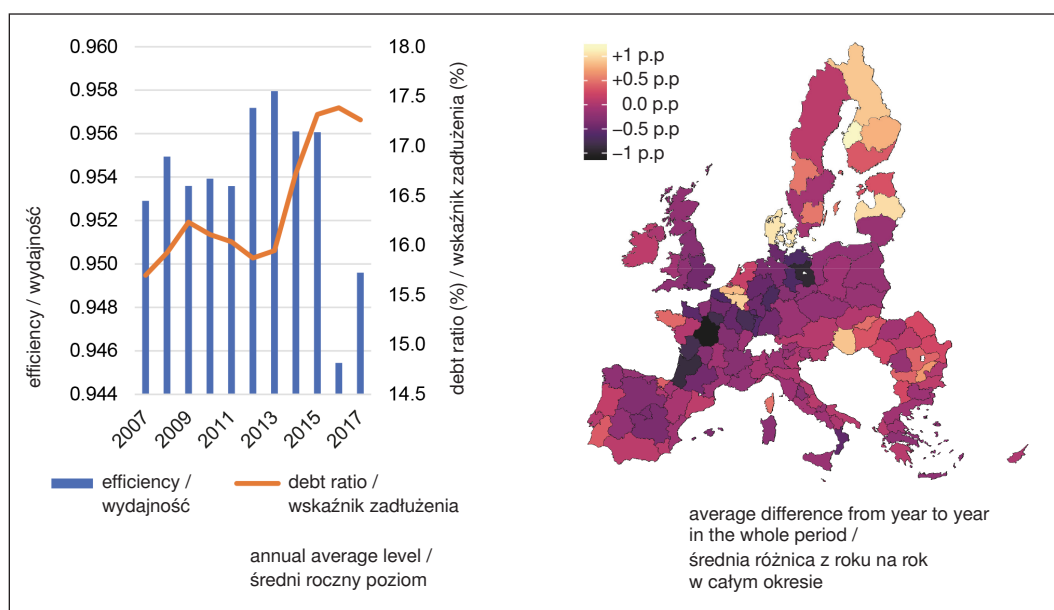 efficiency / wydajność
0.960
0.958
0.956
0.954
0.952
0.950
0.948
0.946
0.944
18.0
17.5
17.0
16.5
16.0
15.5
15.0
14.5
debt ratio (%) / wskaźnik zadłużenia (%)
2007
2009
2011
2013
2015
2017
efficiency /
wydajność
debt ratio /
wskaźnik zadłużenia
annual average level /
średni roczny poziom
+1 p.p
+0.5 p.p
0.0 p.p
−0.5 p.p
−1 p.p
average difference from year to year
in the whole period /
średnia różnica z roku na rok
w całym okresie